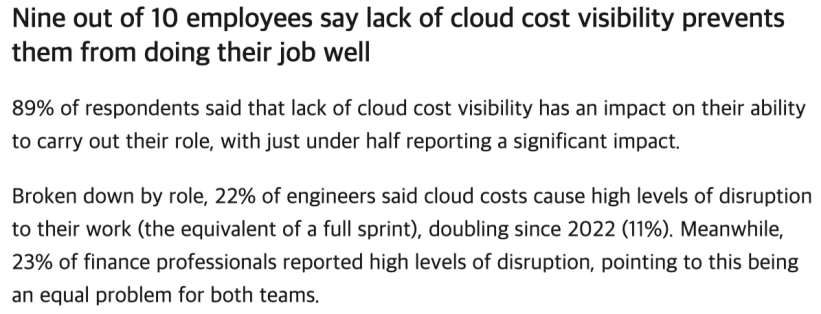 Nine out of 10 employees say lack of cloud cost visibility prevents
them from doing their job well
89% of respondents said that lack of cloud cost visibility has an impact on their ability
to carry out their role, with just under half reporting a significant impact.
Broken down by role, 22% of engineers said cloud costs cause high levels of disruption
to their work (the equivalent of a full sprint), doubling since 2022 (11%). Meanwhile,
23% of finance professionals reported high levels of disruption, pointing to this being
an equal problem for both teams.